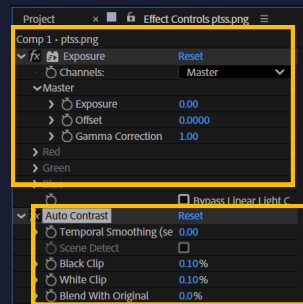 Project × Effect Controls ptss.png ≡
Comp 1 - ptss.png
fx Exposure Reset
Channels: Master
Master
Exposure 0.00
Offset 0.0000
Gamma Correction 1.00
Red
Green
Bypass Linear Light C
fx Auto Contrast Reset
Temporal Smoothing (se 0.00
Scene Detect
Black Clip 0.10%
White Clip 0.10%
Blend With Original 0.0%